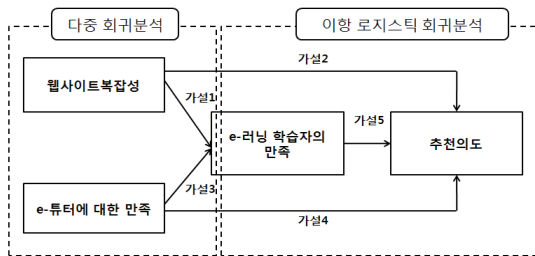 다중 회귀분석
이항 로지스틱 회귀분석
가설2
웹사이트복잡성
가설1
e-러닝 학습자의
만족
가설5
추천의도
가설3
e-튜터에 대한 만족
가설4